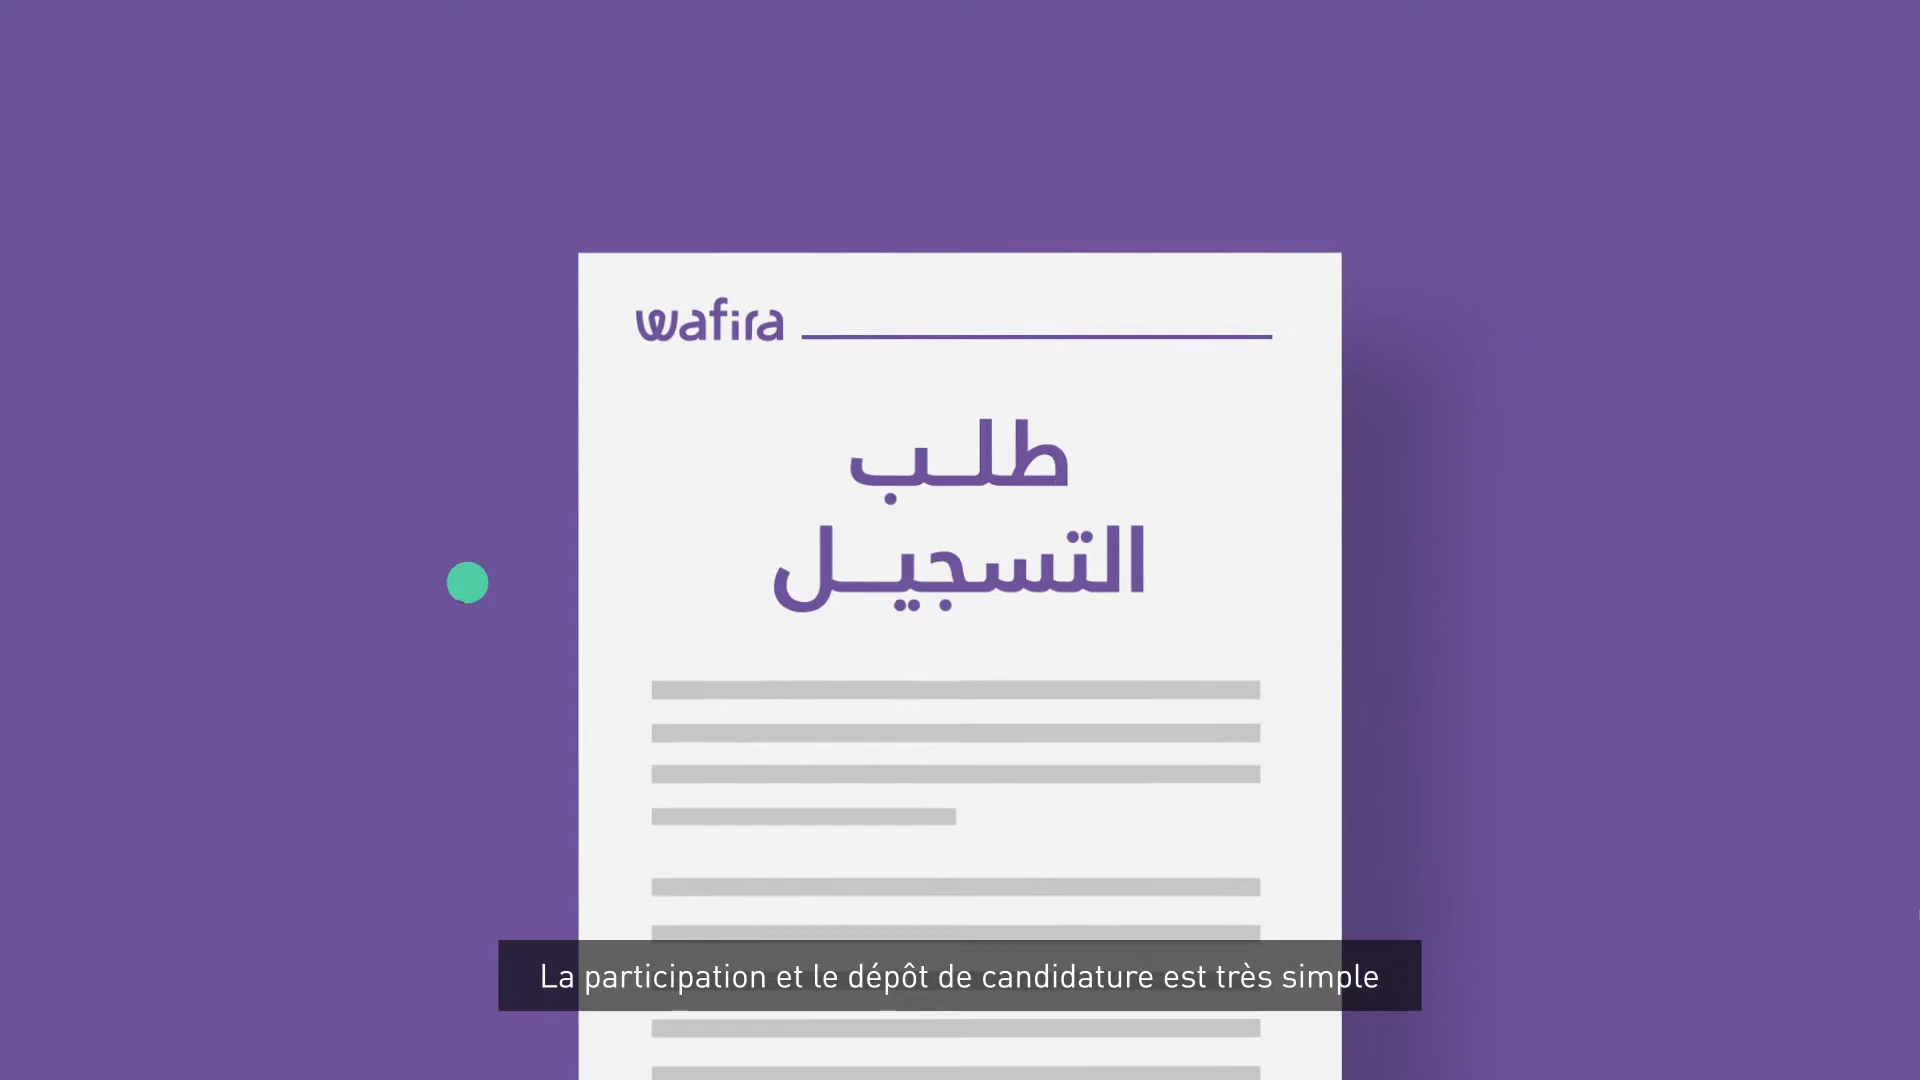 wafira
طلب
التسجيل
La participation et le dépôt de candidature est très simple